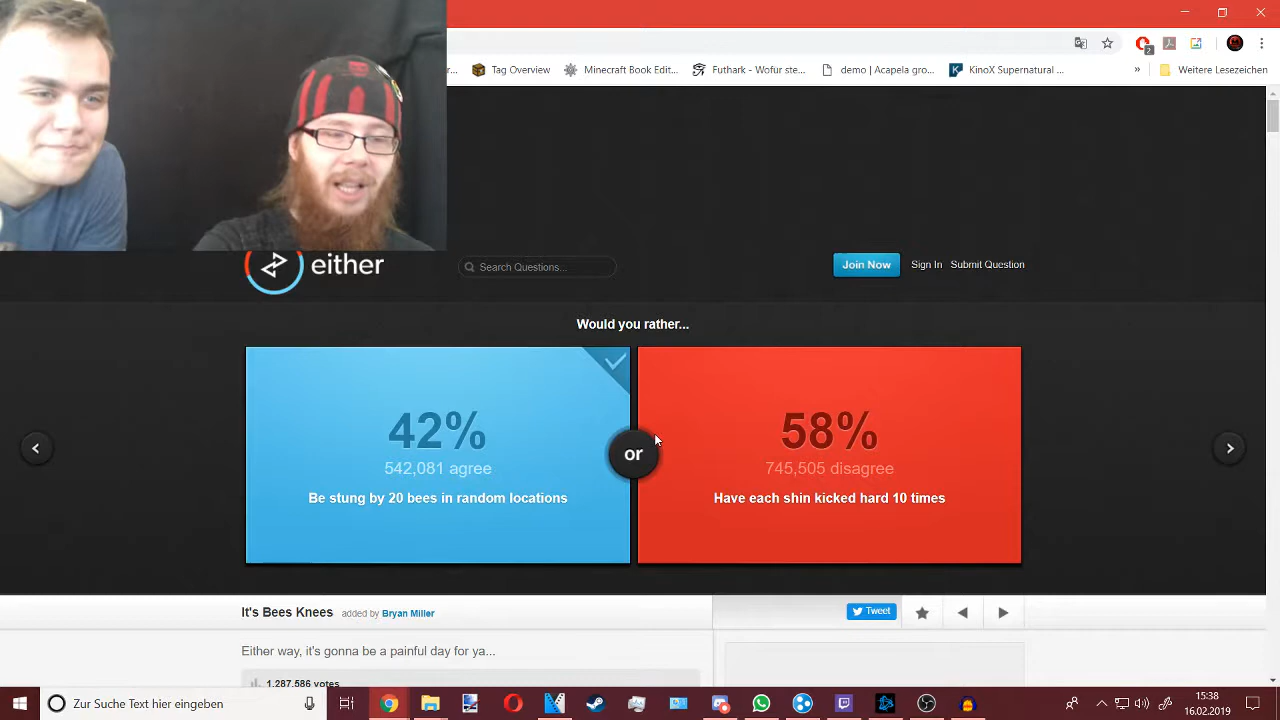 Tag Overview
Minecraft Book Edit...
Futhark - Wofur ste...
demo | Acapela gro...
KinoX Supernatural ...
»
Weitere Lesezeichen
either
Search Questions...
Join Now
Sign In
Submit Question
Would you rather...
42%
542,081 agree
Be stung by 20 bees in random locations
or
58%
745,505 disagree
Have each shin kicked hard 10 times
It's Bees Knees
added by Bryan Miller
Tweet
Either way, it's gonna be a painful day for ya...
1,287,586 votes
Zur Suche Text hier eingeben
15:38
16.02.2019